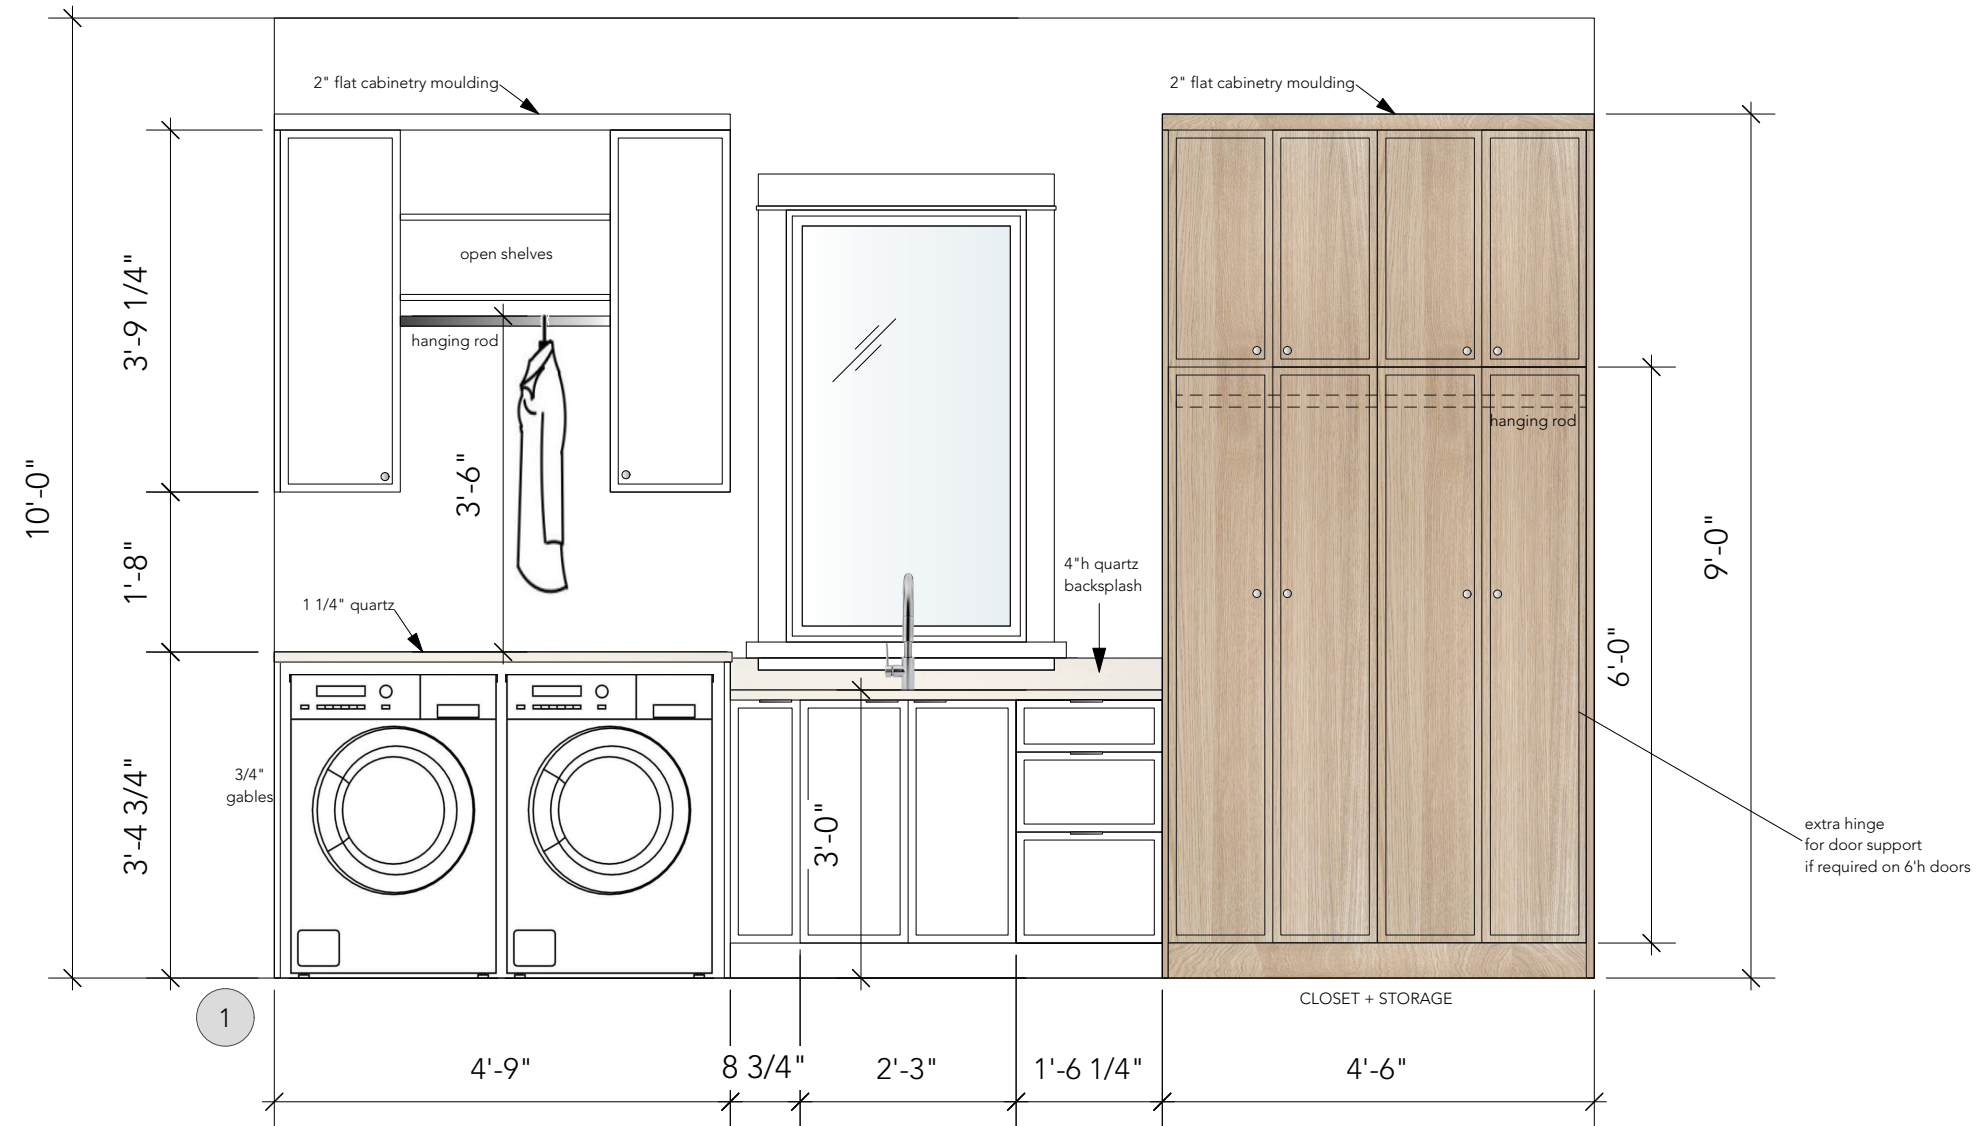 2" flat cabinetry moulding
2" flat cabinetry moulding
open shelves
hanging rod
hanging rod
10'-0"
3'-9 1/4"
1'-8"
3'-4 3/4"
3'-6"
1 1/4" quartz
4"h quartz
backsplash
3/4"
gables
3'-0"
6'-0"
9'-0"
extra hinge
for door support
if required on 6'h doors
CLOSET + STORAGE
1
4'-9"
8 3/4"
2'-3"
1'-6 1/4"
4'-6"